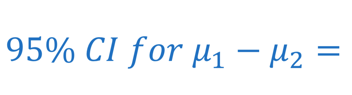 95% CI for μ₁ − μ₂ =